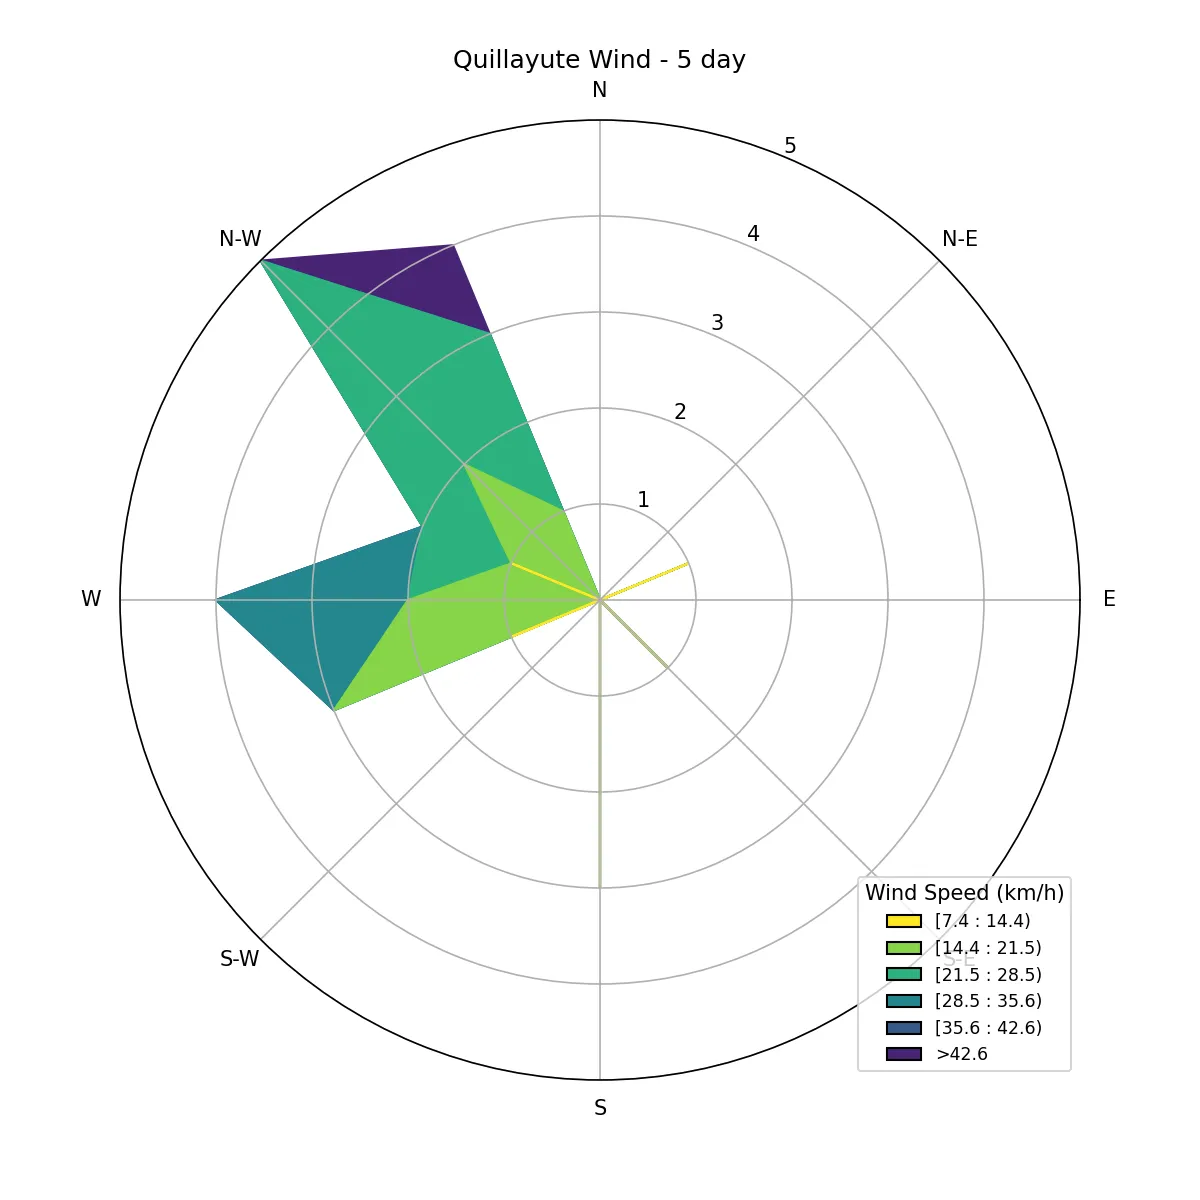 Quillayute Wind - 5 day
N
5
N-W
4
N-E
3
2
1
W
E
Wind Speed (km/h)
[7.4 : 14.4)
[14.4 : 21.5)
S-W
S-E
[21.5 : 28.5)
[28.5 : 35.6)
[35.6 : 42.6)
>42.6
S